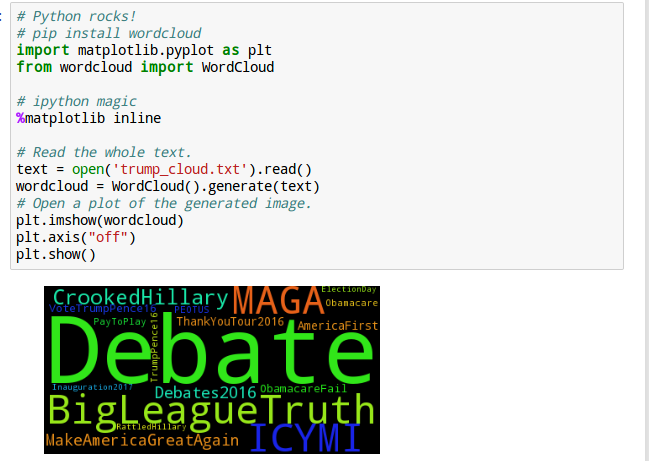 # Python rocks!
# pip install wordcloud
import matplotlib.pyplot as plt
from wordcloud import WordCloud
# ipython magic
%matplotlib inline
# Read the whole text.
text = open('trump_cloud.txt').read()
wordcloud = WordCloud().generate(text)
# Open a plot of the generated image.
plt.imshow(wordcloud)
plt.axis("off")
plt.show()
CrookedHillary
MAGA
ElectionDay
Obamacare
VoteTrumpPence16
PEOTUS
PayToPlay
TrumpPence16
ThankYouTour2016
AmericaFirst
Debate
Inauguration2017
Debates2016
ObamacareFail
BigLeagueTruth
RattledHillary
MakeAmericaGreatAgain
ICYMI